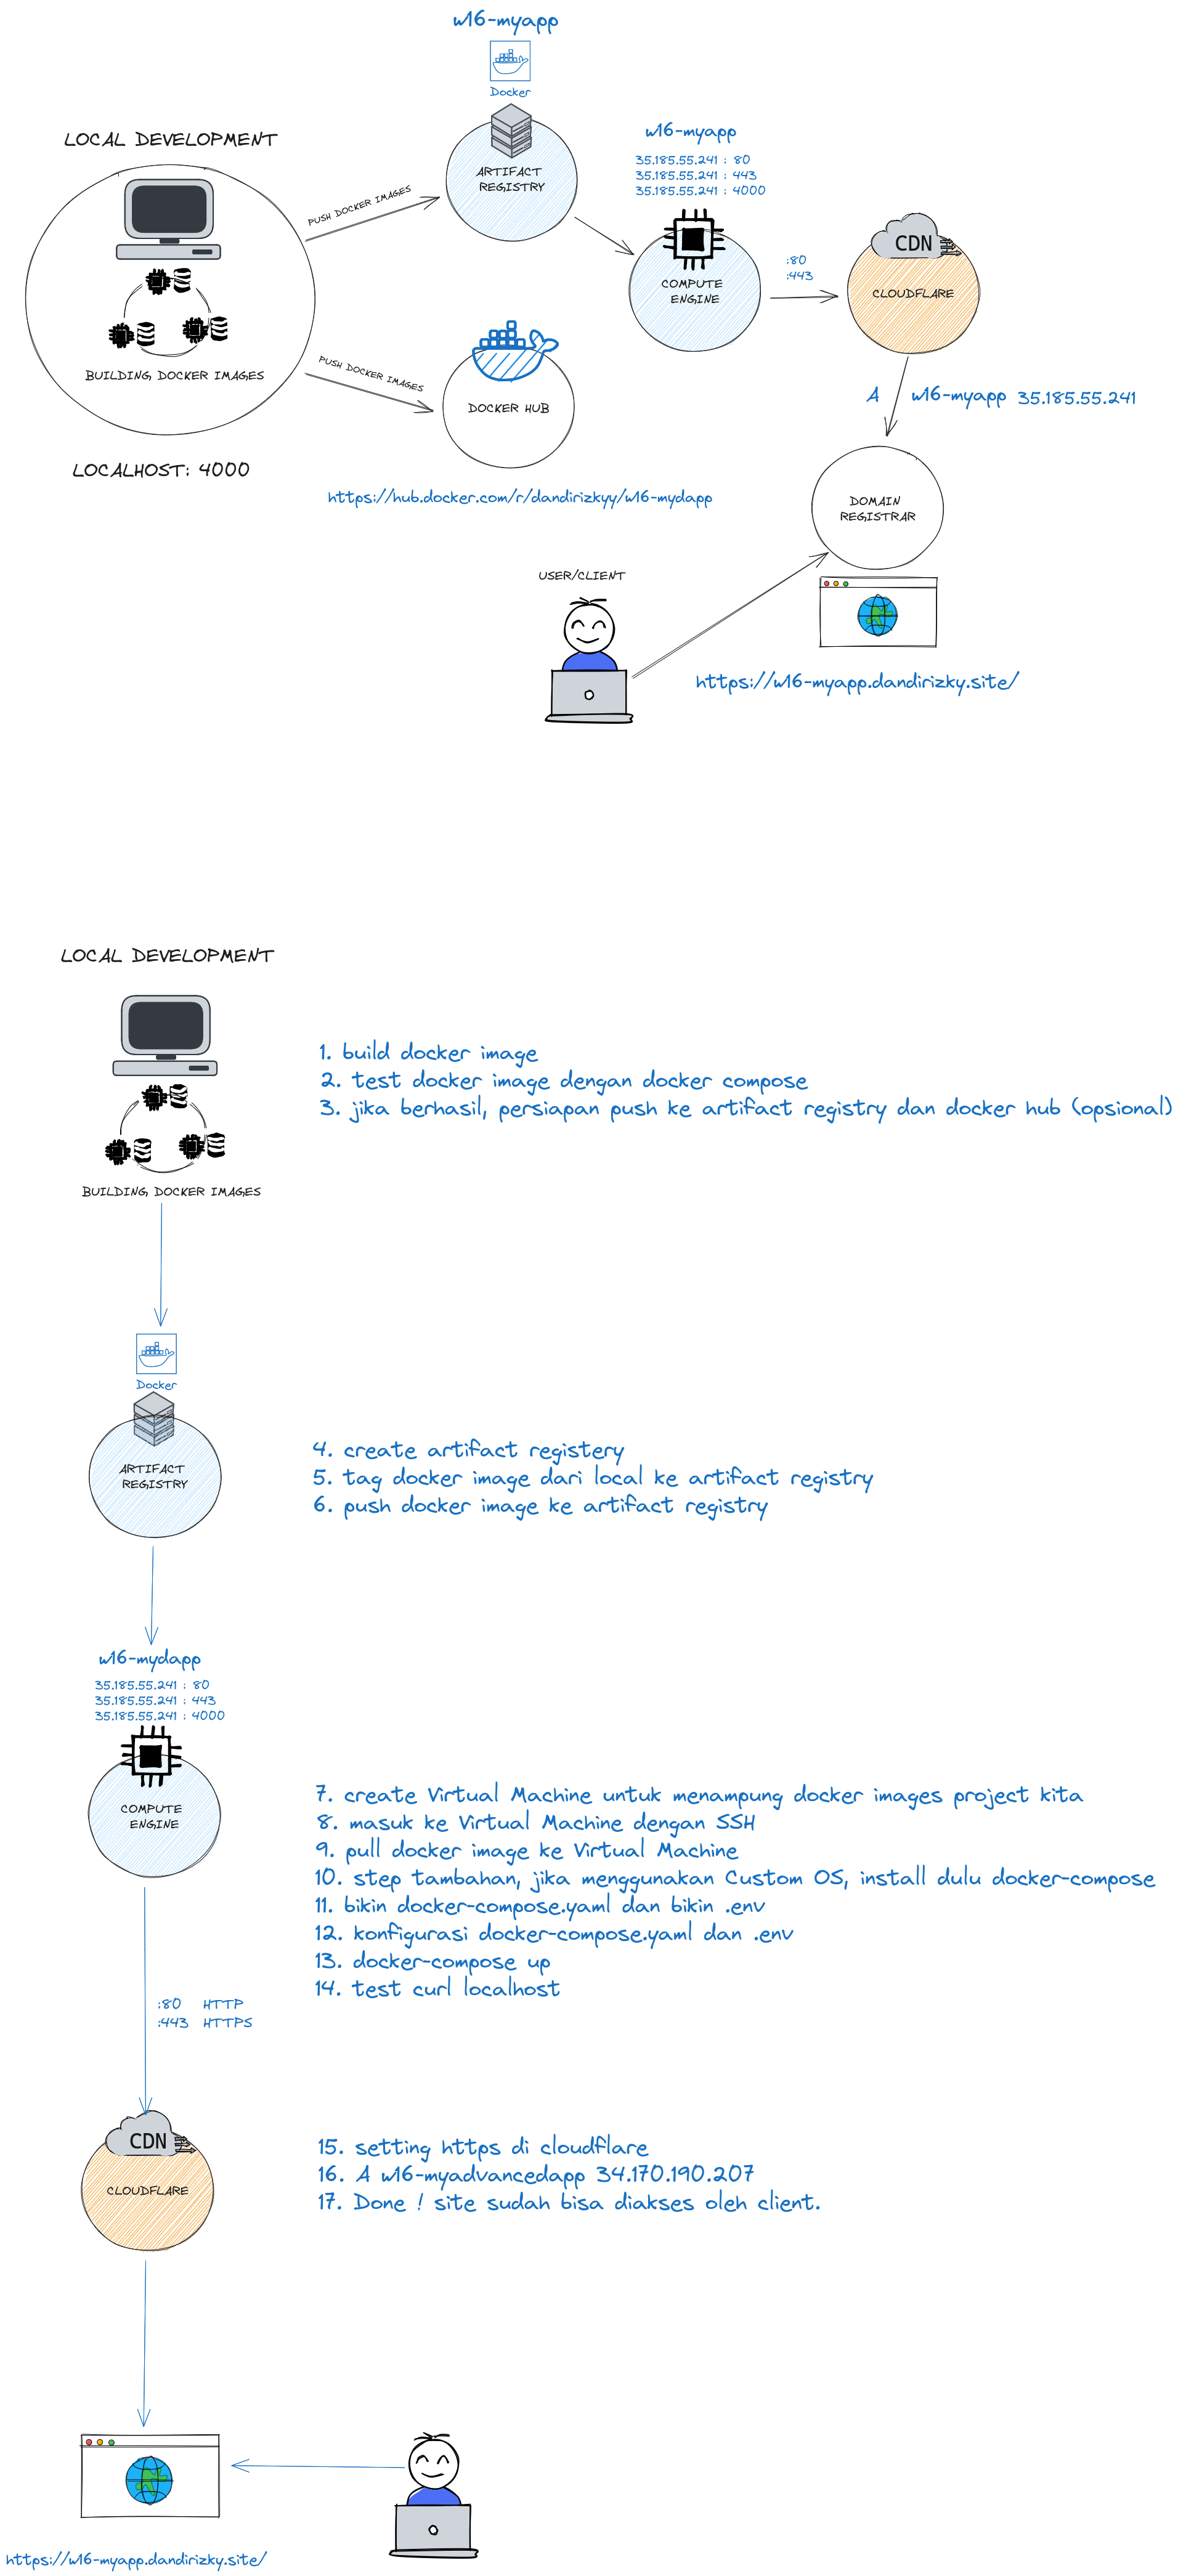 w16-myapp
Docker
ARTIFACT
REGISTRY
LOCAL DEVELOPMENT
BUILDING DOCKER IMAGES
LOCALHOST: 4000
PUSH DOCKER IMAGES
PUSH DOCKER IMAGES
DOCKER HUB
https://hub.docker.com/r/dandirizkyy/w16-mydapp
w16-myapp
35.185.55.241 : 80
35.185.55.241 : 443
35.185.55.241 : 4000
COMPUTE
ENGINE
:80
:443
CDN
CLOUDFLARE
A w16-myapp 35.185.55.241
DOMAIN
REGISTRAR
USER/CLIENT
https://w16-myapp.dandirizky.site/
LOCAL DEVELOPMENT
BUILDING DOCKER IMAGES
1. build docker image
2. test docker image dengan docker compose
3. jika berhasil, persiapan push ke artifact registry dan docker hub (opsional)
Docker
ARTIFACT
REGISTRY
4. create artifact registery
5. tag docker image dari local ke artifact registry
6. push docker image ke artifact registry
w16-mydapp
35.185.55.241 : 80
35.185.55.241 : 443
35.185.55.241 : 4000
COMPUTE
ENGINE
7. create Virtual Machine untuk menampung docker images project kita
8. masuk ke Virtual Machine dengan SSH
9. pull docker image ke Virtual Machine
10. step tambahan, jika menggunakan Custom OS, install dulu docker-compose
11. bikin docker-compose.yaml dan bikin .env
12. konfigurasi docker-compose.yaml dan .env
13. docker-compose up
14. test curl localhost
:80 HTTP
:443 HTTPS
CDN
CLOUDFLARE
15. setting https di cloudflare
16. A w16-myadvancedapp 34.170.190.207
17. Done ! site sudah bisa diakses oleh client.
https://w16-myapp.dandirizky.site/